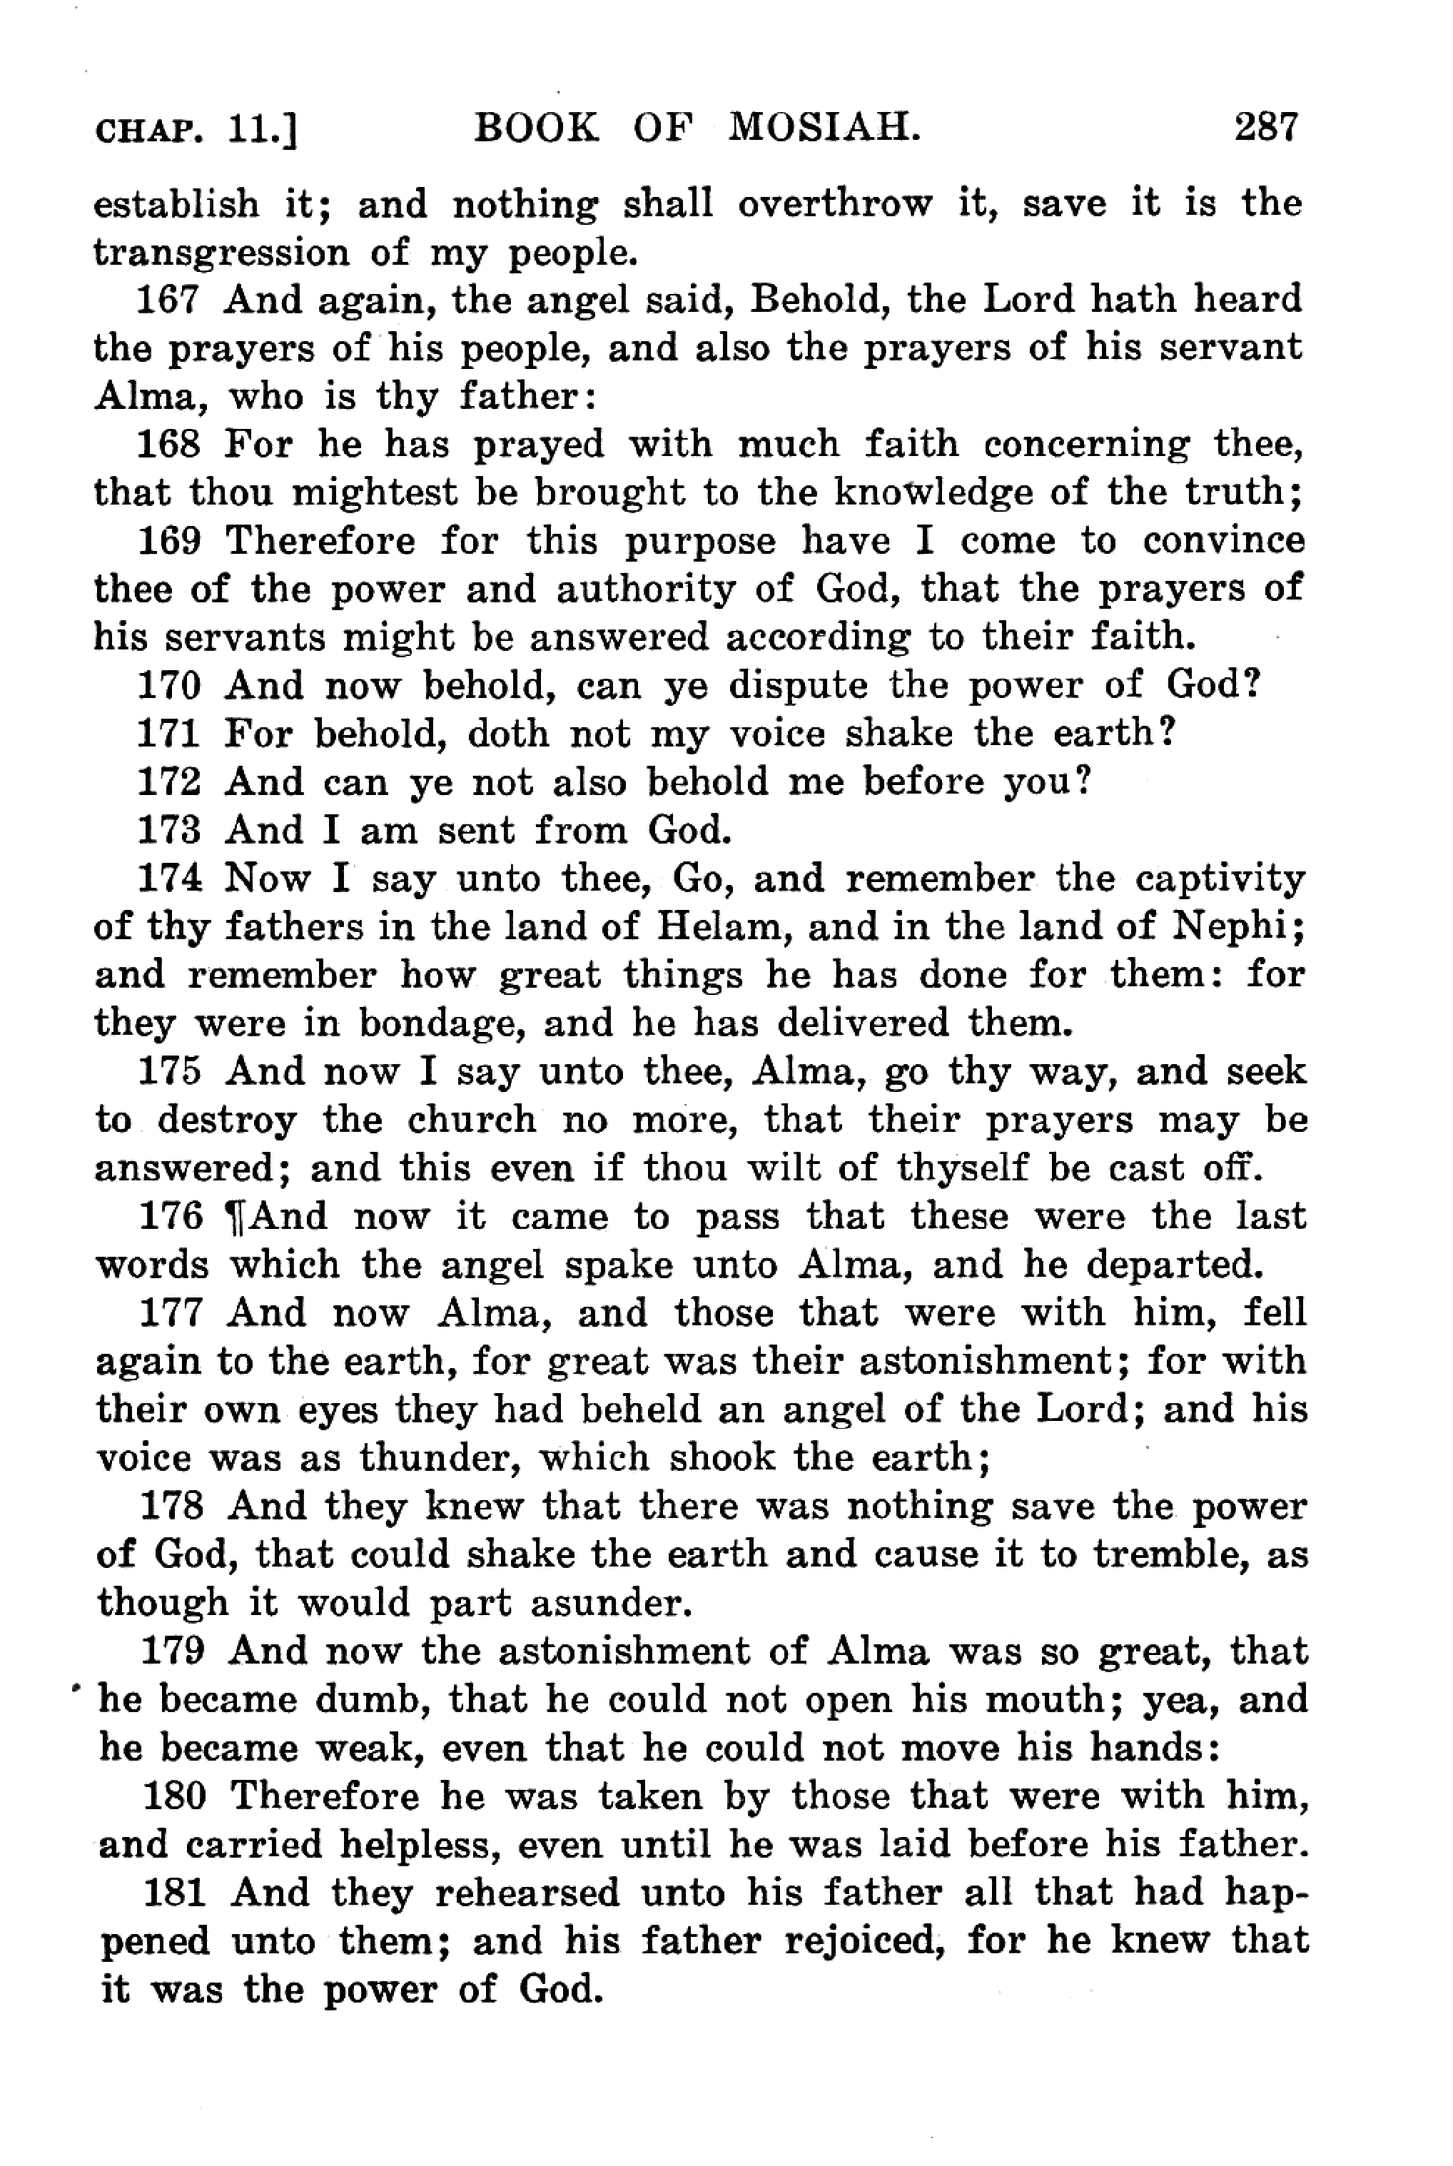 CHAP. 11.] BOOK OF MOSIAH. 287
establish it; and nothing shall overthrow it, save it is the
transgression of my people.
167 And again, the angel said, Behold, the Lord hath heard
the prayers of his people, and also the prayers of his servant
Alma, who is thy father:
168 For he has prayed with much faith concerning thee,
that thou mightest be brought to the knowledge of the truth;
169 Therefore for this purpose have I come to convince
thee of the power and authority of God, that the prayers of
his servants might be answered according to their faith.
170 And now behold, can ye dispute the power of God?
171 For behold, doth not my voice shake the earth?
172 And can ye not also behold me before you?
173 And I am sent from God.
174 Now I say unto thee, Go, and remember the captivity
of thy fathers in the land of Helam, and in the land of Nephi;
and remember how great things he has done for them: for
they were in bondage, and he has delivered them.
175 And now I say unto thee, Alma, go thy way, and seek
to destroy the church no more, that their prayers may be
answered; and this even if thou wilt of thyself be cast off.
176 ¶And now it came to pass that these were the last
words which the angel spake unto Alma, and he departed.
177 And now Alma, and those that were with him, fell
again to the earth, for great was their astonishment; for with
their own eyes they had beheld an angel of the Lord; and his
voice was as thunder, which shook the earth;
178 And they knew that there was nothing save the power
of God, that could shake the earth and cause it to tremble, as
though it would part asunder.
179 And now the astonishment of Alma was so great, that
he became dumb, that he could not open his mouth; yea, and
he became weak, even that he could not move his hands:
180 Therefore he was taken by those that were with him,
and carried helpless, even until he was laid before his father.
181 And they rehearsed unto his father all that had hap-
pened unto them; and his father rejoiced, for he knew that
it was the power of God.